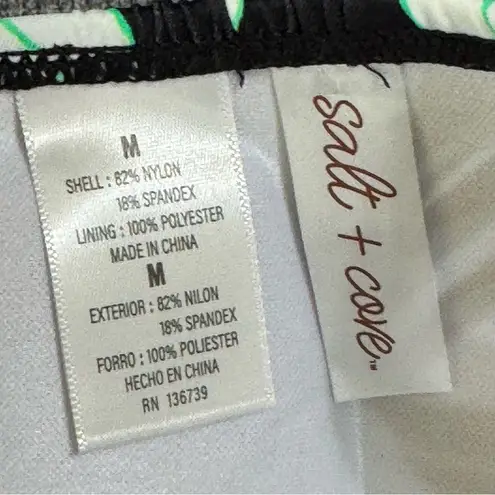 M
SHELL : 82% NYLON
18% SPANDEX
LINING : 100% POLYESTER
MADE IN CHINA
M
EXTERIOR : 82% NILON
18% SPANDEX
FORRO : 100% POLIESTER
HECHO EN CHINA
RN 136739
salt + cove™